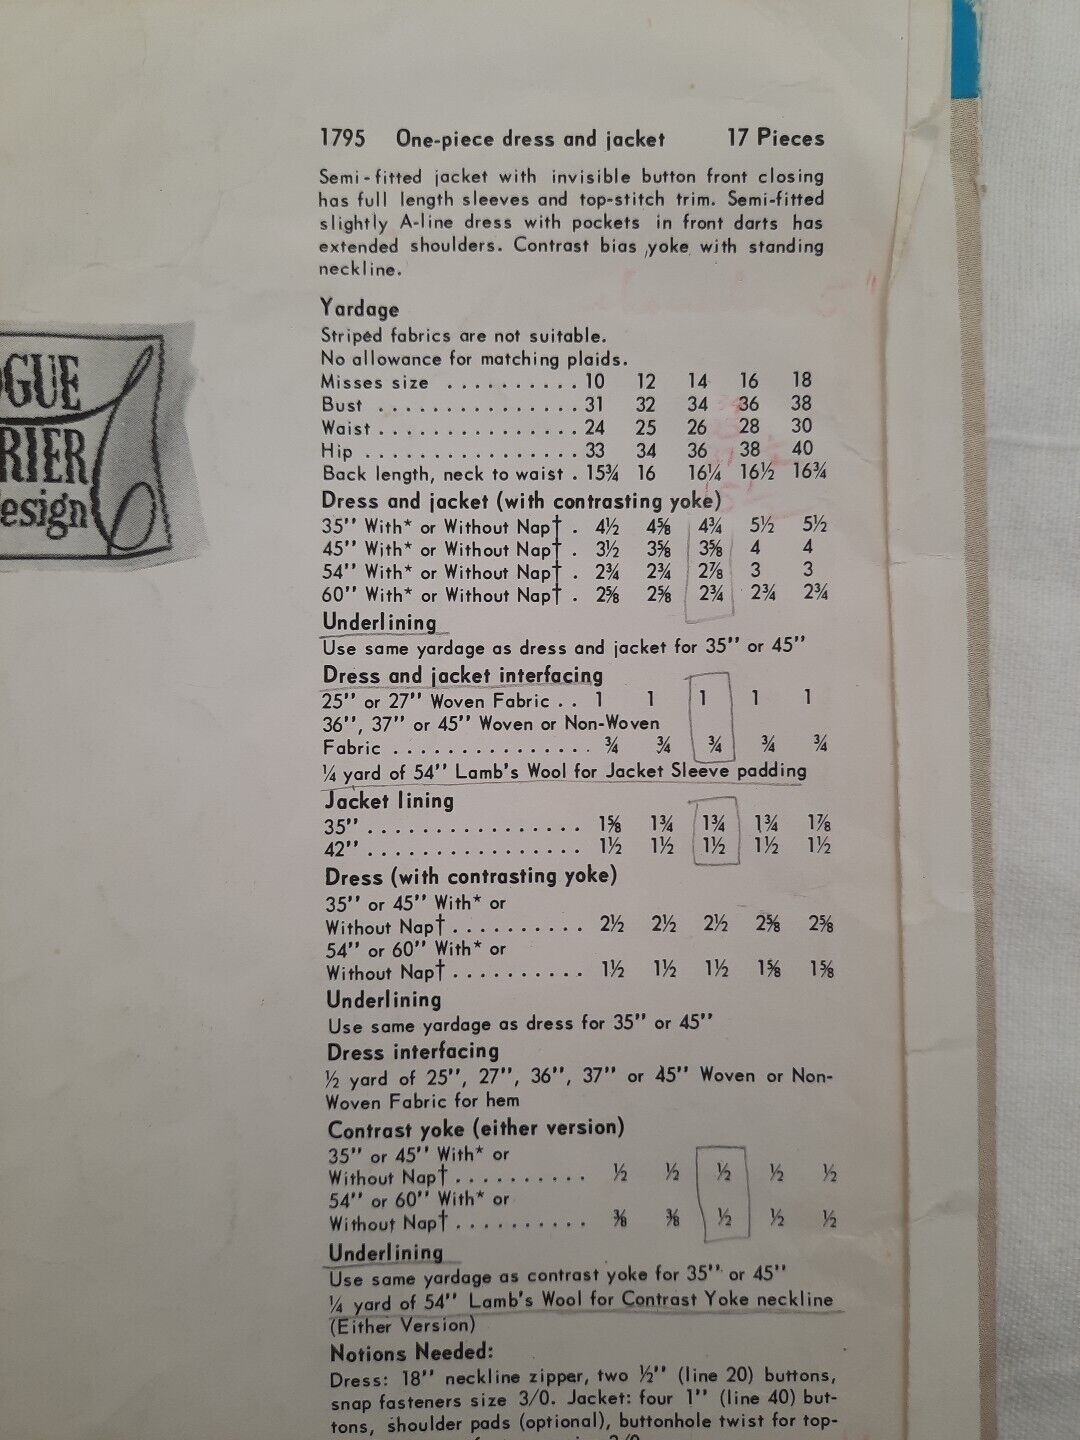 OGUE
RIER
esign
1795 One-piece dress and jacket 17 Pieces
Semi-fitted jacket with invisible button front closing
has full length sleeves and top-stitch trim. Semi-fitted
slightly A-line dress with pockets in front darts has
extended shoulders. Contrast bias yoke with standing
neckline.
Yardage
Striped fabrics are not suitable.
No allowance for matching plaids.
Misses size . . . . . . . . . . 10 12 14 16 18
Bust . . . . . . . . . . . . . . . 31 32 34 36 38
Waist . . . . . . . . . . . . . . . 24 25 26 28 30
Hip . . . . . . . . . . . . . . . . 33 34 36 38 40
Back length, neck to waist . 15¾ 16 16¼ 16½ 16¾
Dress and jacket (with contrasting yoke)
35'' With* or Without Nap† . 4½ 4⅝ 4¾ 5½ 5½
45'' With* or Without Nap† . 3½ 3⅝ 3⅝ 4 4
54'' With* or Without Nap† . 2¾ 2¾ 2⅞ 3 3
60'' With* or Without Nap† . 2⅝ 2⅝ 2¾ 2¾ 2¾
Underlining
Use same yardage as dress and jacket for 35'' or 45''
Dress and jacket interfacing
25'' or 27'' Woven Fabric . . 1 1 1 1 1
36'', 37'' or 45'' Woven or Non-Woven
Fabric . . . . . . . . . . . . . . . ¾ ¾ ¾ ¾ ¾
¼ yard of 54'' Lamb's Wool for Jacket Sleeve padding
Jacket lining
35'' . . . . . . . . . . . . . . . . 1⅝ 1¾ 1¾ 1¾ 1⅞
42'' . . . . . . . . . . . . . . . . 1½ 1½ 1½ 1½ 1½
Dress (with contrasting yoke)
35'' or 45'' With* or
Without Nap† . . . . . . . . . . 2½ 2½ 2½ 2⅝ 2⅝
54'' or 60'' With* or
Without Nap† . . . . . . . . . . 1½ 1½ 1½ 1⅝ 1⅝
Underlining
Use same yardage as dress for 35'' or 45''
Dress interfacing
½ yard of 25'', 27'', 36'', 37'' or 45'' Woven or Non-
Woven Fabric for hem
Contrast yoke (either version)
35'' or 45'' With* or
Without Nap† . . . . . . . . . . ½ ½ ½ ½ ½
54'' or 60'' With* or
Without Nap† . . . . . . . . . . ⅜ ⅜ ½ ½ ½
Underlining
Use same yardage as contrast yoke for 35'' or 45''
¼ yard of 54'' Lamb's Wool for Contrast Yoke neckline
(Either Version)
Notions Needed:
Dress: 18'' neckline zipper, two ½'' (line 20) buttons,
snap fasteners size 3/0. Jacket: four 1'' (line 40) but-
tons, shoulder pads (optional), buttonhole twist for top-